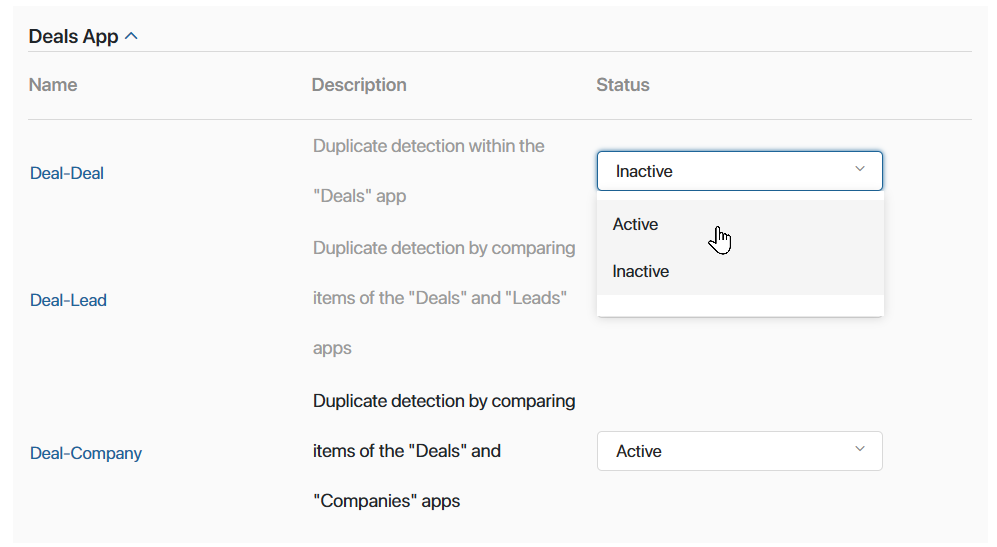 Deals App
Name Description Status
Deal-Deal
Duplicate detection within the
"Deals" app
Inactive
Active
Inactive
Deal-Lead
Duplicate detection by comparing
items of the "Deals" and "Leads"
apps
Deal-Company
Duplicate detection by comparing
items of the "Deals" and
"Companies" apps
Active